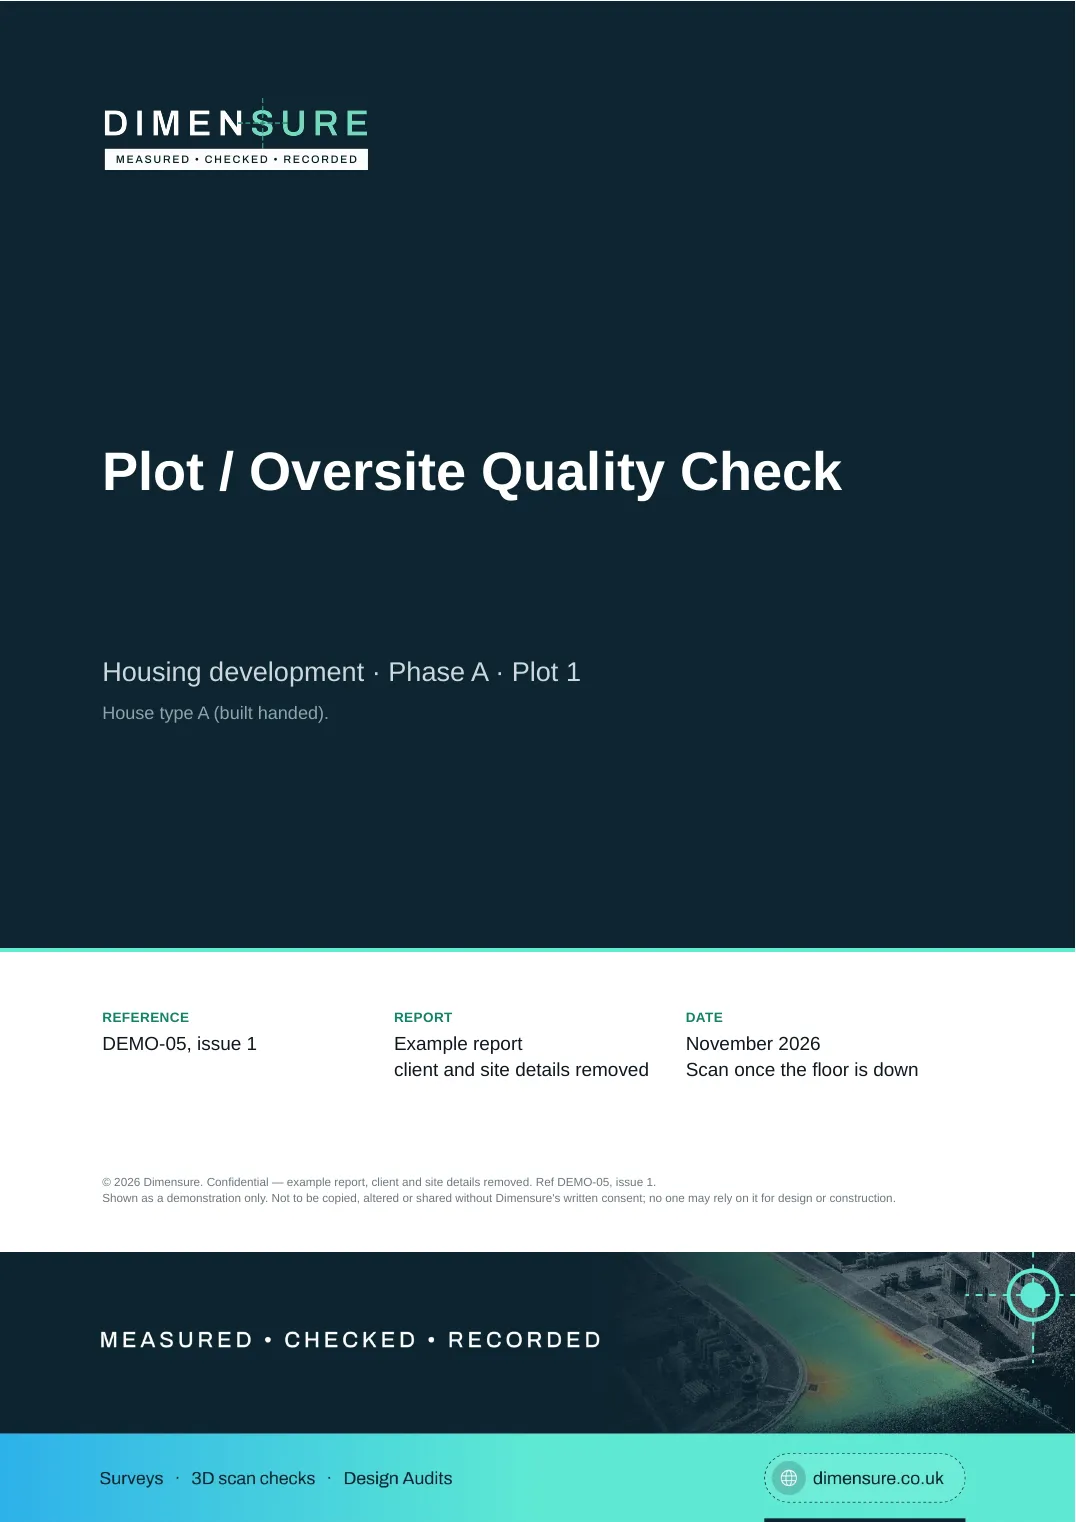 DIMENSURE
MEASURED • CHECKED • RECORDED
Plot / Oversite Quality Check
Housing development · Phase A · Plot 1
House type A (built handed).
REFERENCE
DEMO-05, issue 1
REPORT
Example report
client and site details removed
DATE
November 2026
Scan once the floor is down
© 2026 Dimensure. Confidential — example report, client and site details removed. Ref DEMO-05, issue 1.
Shown as a demonstration only. Not to be copied, altered or shared without Dimensure's written consent; no one may rely on it for design or construction.
MEASURED • CHECKED • RECORDED
Surveys · 3D scan checks · Design Audits
dimensure.co.uk